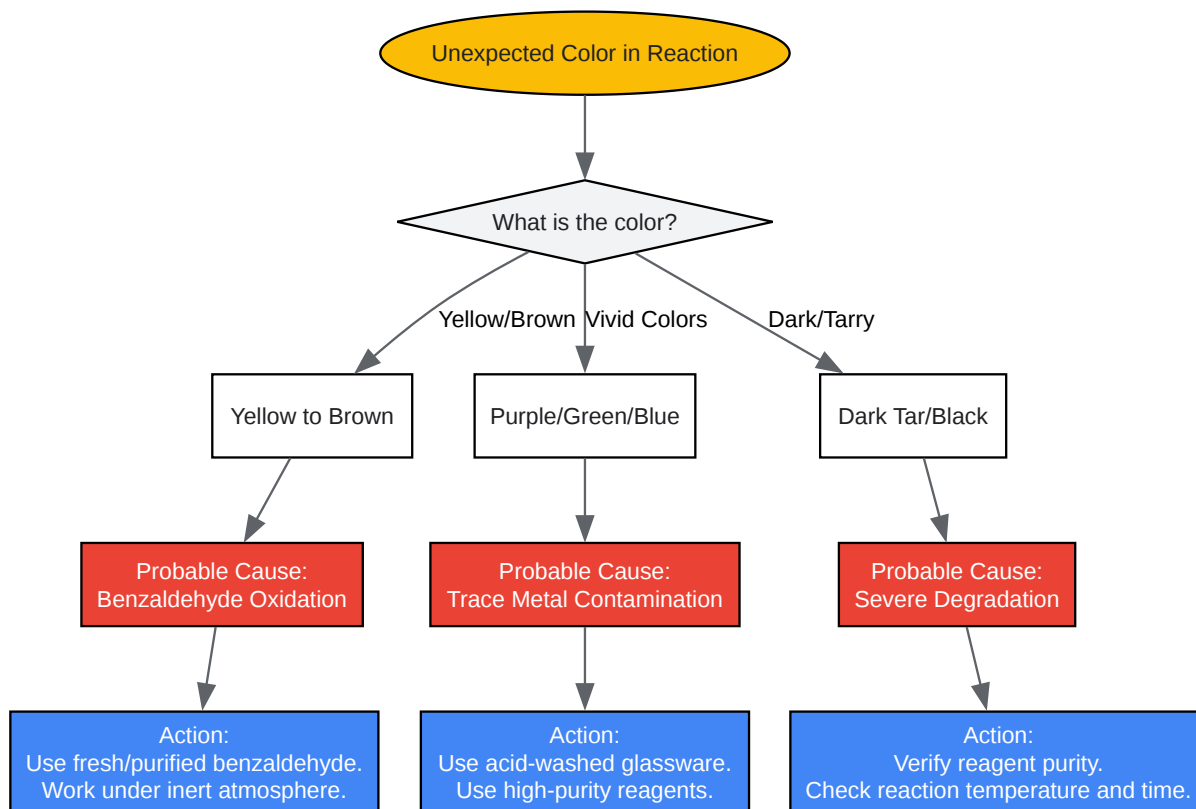 Unexpected Color in Reaction
What is the color?
Yellow/Brown
Vivid Colors
Dark/Tarry
Yellow to Brown
Purple/Green/Blue
Dark Tar/Black
Probable Cause:
Benzaldehyde Oxidation
Probable Cause:
Trace Metal Contamination
Probable Cause:
Severe Degradation
Action:
Use fresh/purified benzaldehyde.
Work under inert atmosphere.
Action:
Use acid-washed glassware.
Use high-purity reagents.
Action:
Verify reagent purity.
Check reaction temperature and time.